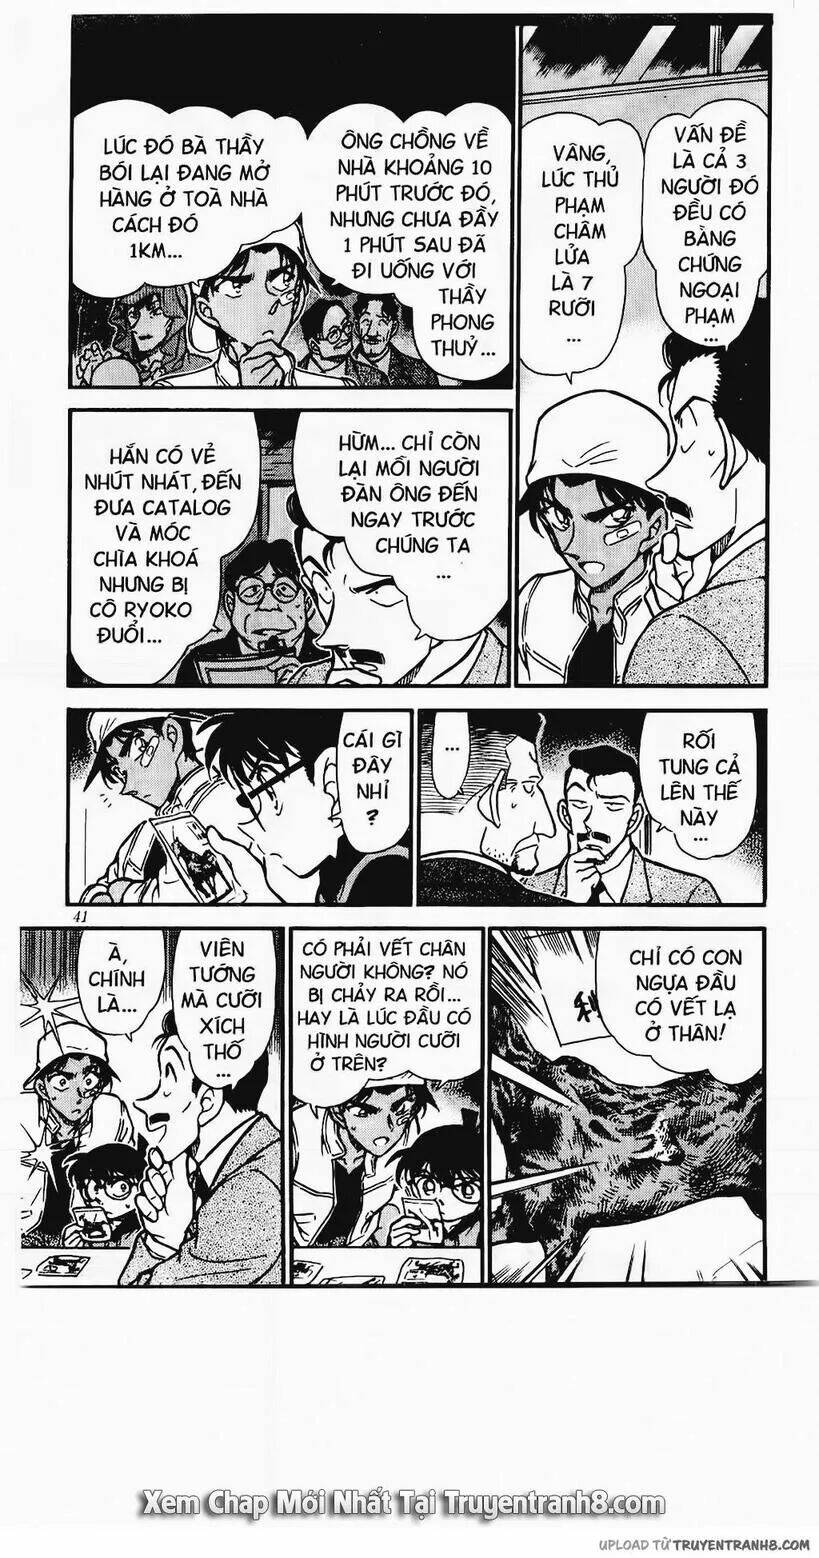 VẤN ĐỀ
LÀ CẢ 3
NGƯỜI ĐÓ
ĐỀU CÓ
BẰNG
CHỨNG
NGOẠI
PHẠM...
VÂNG,
LÚC THỦ
PHẠM
CHÂM
LỬA
LÀ 7
RƯỠI
...
ÔNG CHỒNG VỀ
NHÀ KHOẢNG 10
PHÚT TRƯỚC ĐÓ,
NHƯNG CHƯA ĐẦY
1 PHÚT SAU ĐÃ
ĐI UỐNG VỚI
THẦY
PHONG
THUỶ...
LÚC ĐÓ BÀ THẦY
BÓI LẠI ĐANG MỞ
HÀNG Ở TOÀ NHÀ
CÁCH ĐÓ
1KM...
HỪM... CHỈ CÒN
LẠI MỖI NGƯỜI
ĐÀN ÔNG ĐẾN
NGAY TRƯỚC
CHÚNG TA
...
HẮN CÓ VẺ
NHÚT NHÁT, ĐẾN
ĐƯA CATALOG
VÀ MÓC
CHÌA KHOÁ
NHƯNG BỊ
CÔ RYOKO
ĐUỔI...
RỐI
TUNG CẢ
LÊN THẾ
NÀY
...
...
CÁI GÌ
ĐÂY
NHỈ
?
41
CHỈ CÓ CON
NGỰA ĐẦU
CÓ VẾT LẠ
Ở THÂN!
CÓ PHẢI VẾT CHÂN
NGƯỜI KHÔNG? NÓ
BỊ CHẢY RA RỒI...
HAY LÀ LÚC ĐẦU CÓ
HÌNH NGƯỜI CƯỠI
Ở TRÊN?
VIÊN
TƯỚNG
MÀ CƯỠI
XÍCH
THỐ
...
À,
CHÍNH
LÀ...
Xem Chap Mới Nhất Tại Truyentranh8.com
UPLOAD TỪ TRUYENTRANH8.COM